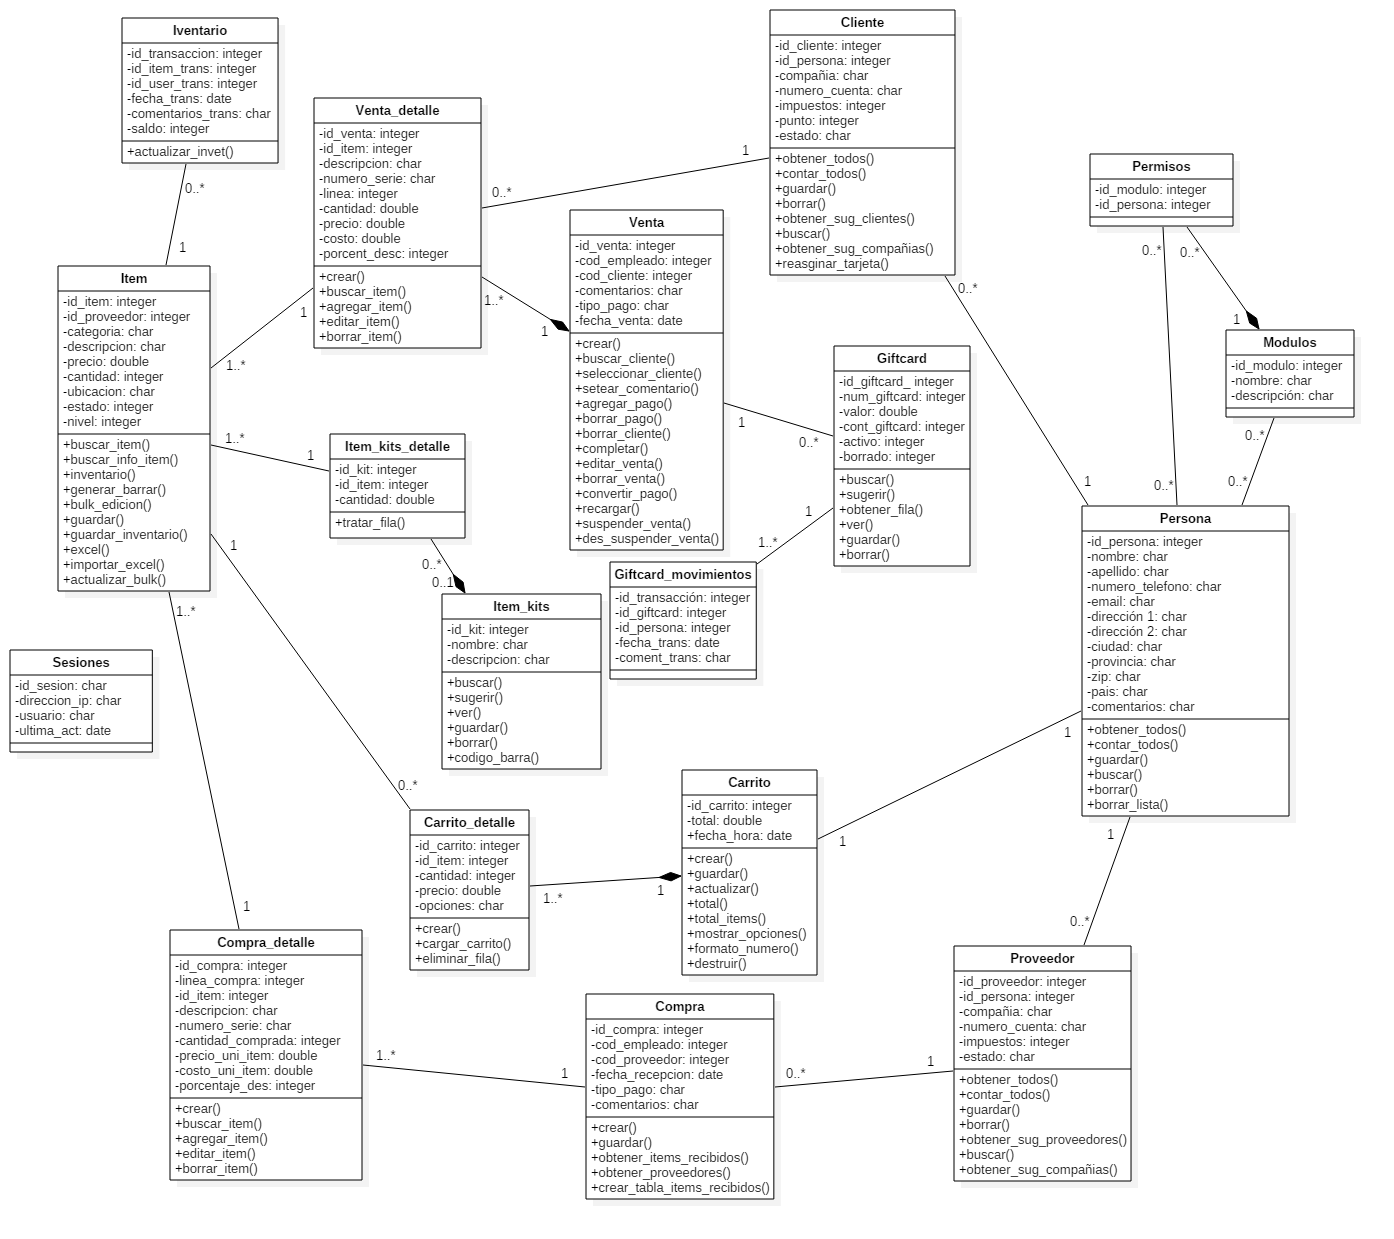 Iventario
-id_transaccion: integer
-id_item_trans: integer
-id_user_trans: integer
-fecha_trans: date
-comentarios_trans: char
-saldo: integer
+actualizar_invet()
0..*
1
Item
-id_item: integer
-id_proveedor: integer
-categoria: char
-descripcion: char
-precio: double
-cantidad: integer
-ubicacion: char
-estado: integer
-nivel: integer
+buscar_item()
+buscar_info_item()
+inventario()
+generar_barrar()
+bulk_edicion()
+guardar()
+guardar_inventario()
+excel()
+importar_excel()
+actualizar_bulk()
1
1..*
1..*
1
1
0..*
1..*
1
Venta_detalle
-id_venta: integer
-id_item: integer
-descripcion: char
-numero_serie: char
-linea: integer
-cantidad: double
-precio: double
-costo: double
-porcent_desc: integer
+crear()
+buscar_item()
+agregar_item()
+editar_item()
+borrar_item()
0..*
1
1..*
1
Cliente
-id_cliente: integer
-id_persona: integer
-compañia: char
-numero_cuenta: char
-impuestos: integer
-punto: integer
-estado: char
+obtener_todos()
+contar_todos()
+guardar()
+borrar()
+obtener_sug_clientes()
+buscar()
+obtener_sug_compañias()
+reasginar_tarjeta()
0..*
1
Venta
-id_venta: integer
-cod_empleado: integer
-cod_cliente: integer
-comentarios: char
-tipo_pago: char
-fecha_venta: date
+crear()
+buscar_cliente()
+seleccionar_cliente()
+setear_comentario()
+agregar_pago()
+borrar_pago()
+borrar_cliente()
+completar()
+editar_venta()
+borrar_venta()
+convertir_pago()
+recargar()
+suspender_venta()
+des_suspender_venta()
1
0..*
Permisos
-id_modulo: integer
-id_persona: integer
0..*
0..*
0..*
1
Modulos
-id_modulo: integer
-nombre: char
-descripción: char
0..*
0..*
Giftcard
-id_giftcard_ integer
-num_giftcard: integer
-valor: double
-cont_giftcard: integer
-activo: integer
-borrado: integer
+buscar()
+sugerir()
+obtener_fila()
+ver()
+guardar()
+borrar()
1
1..*
Giftcard_movimientos
-id_transacción: integer
-id_giftcard: integer
-id_persona: integer
-fecha_trans: date
-coment_trans: char
Item_kits_detalle
-id_kit: integer
-id_item: integer
-cantidad: double
+tratar_fila()
0..*
0..1
Item_kits
-id_kit: integer
-nombre: char
-descripcion: char
+buscar()
+sugerir()
+ver()
+guardar()
+borrar()
+codigo_barra()
Persona
-id_persona: integer
-nombre: char
-apellido: char
-numero_telefono: char
-email: char
-dirección 1: char
-dirección 2: char
-ciudad: char
-provincia: char
-zip: char
-pais: char
-comentarios: char
+obtener_todos()
+contar_todos()
+guardar()
+buscar()
+borrar()
+borrar_lista()
1
1
1
0..*
Sesiones
-id_sesion: char
-direccion_ip: char
-usuario: char
-ultima_act: date
Carrito_detalle
-id_carrito: integer
-id_item: integer
-cantidad: integer
-precio: double
-opciones: char
+crear()
+cargar_carrito()
+eliminar_fila()
1..*
1
Carrito
-id_carrito: integer
-total: double
+fecha_hora: date
+crear()
+guardar()
+actualizar()
+total()
+total_items()
+mostrar_opciones()
+formato_numero()
+destruir()
Compra_detalle
-id_compra: integer
-linea_compra: integer
-id_item: integer
-descripcion: char
-numero_serie: char
-cantidad_comprada: integer
-precio_uni_item: double
-costo_uni_item: double
-porcentaje_des: integer
+crear()
+buscar_item()
+agregar_item()
+editar_item()
+borrar_item()
1..*
1
Compra
-id_compra: integer
-cod_empleado: integer
-cod_proveedor: integer
-fecha_recepcion: date
-tipo_pago: char
-comentarios: char
+crear()
+guardar()
+obtener_items_recibidos()
+obtener_proveedores()
+crear_tabla_items_recibidos()
0..*
1
Proveedor
-id_proveedor: integer
-id_persona: integer
-compañia: char
-numero_cuenta: char
-impuestos: integer
-estado: char
+obtener_todos()
+contar_todos()
+guardar()
+borrar()
+obtener_sug_proveedores()
+buscar()
+obtener_sug_compañias()